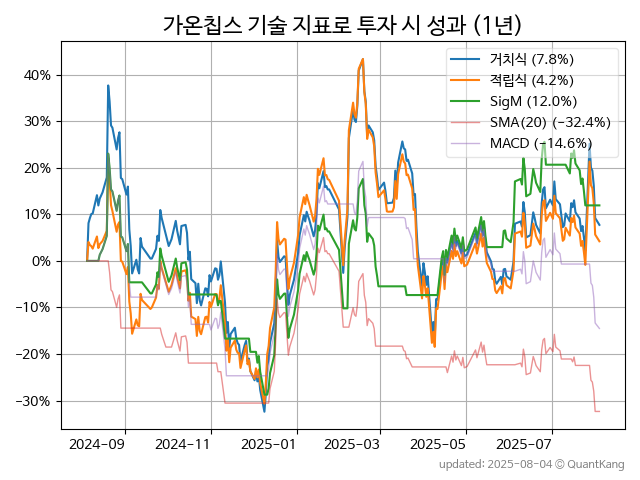 가온칩스 기술 지표로 투자 시 성과 (1년)
거치식 (7.8%)
적립식 (4.2%)
SigM (12.0%)
SMA(20) (−32.4%)
MACD (−14.6%)
40%
30%
20%
10%
0%
−10%
−20%
−30%
2024-09
2024-11
2025-01
2025-03
2025-05
2025-07
updated: 2025-08-04 ⓒ QuantKang